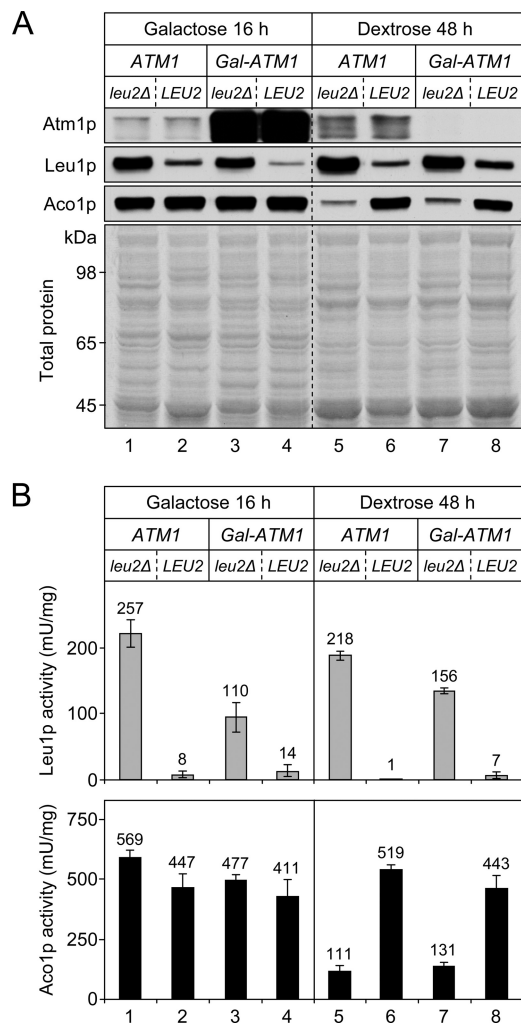 A
Galactose 16 h Dextrose 48 h
ATM1 Gal-ATM1 ATM1 Gal-ATM1
leu2Δ LEU2 leu2Δ LEU2 leu2Δ LEU2 leu2Δ LEU2
Atm1p
Leu1p
Aco1p
kDa
98
65
45
Total protein
1 2 3 4 5 6 7 8
B
Galactose 16 h Dextrose 48 h
ATM1 Gal-ATM1 ATM1 Gal-ATM1
leu2Δ LEU2 leu2Δ LEU2 leu2Δ LEU2 leu2Δ LEU2
Leu1p activity (mU/mg)
200
100
0
257 8 110 14 218 1 156 7
Aco1p activity (mU/mg)
750
500
250
0
569 447 477 411 111 519 131 443
1 2 3 4 5 6 7 8